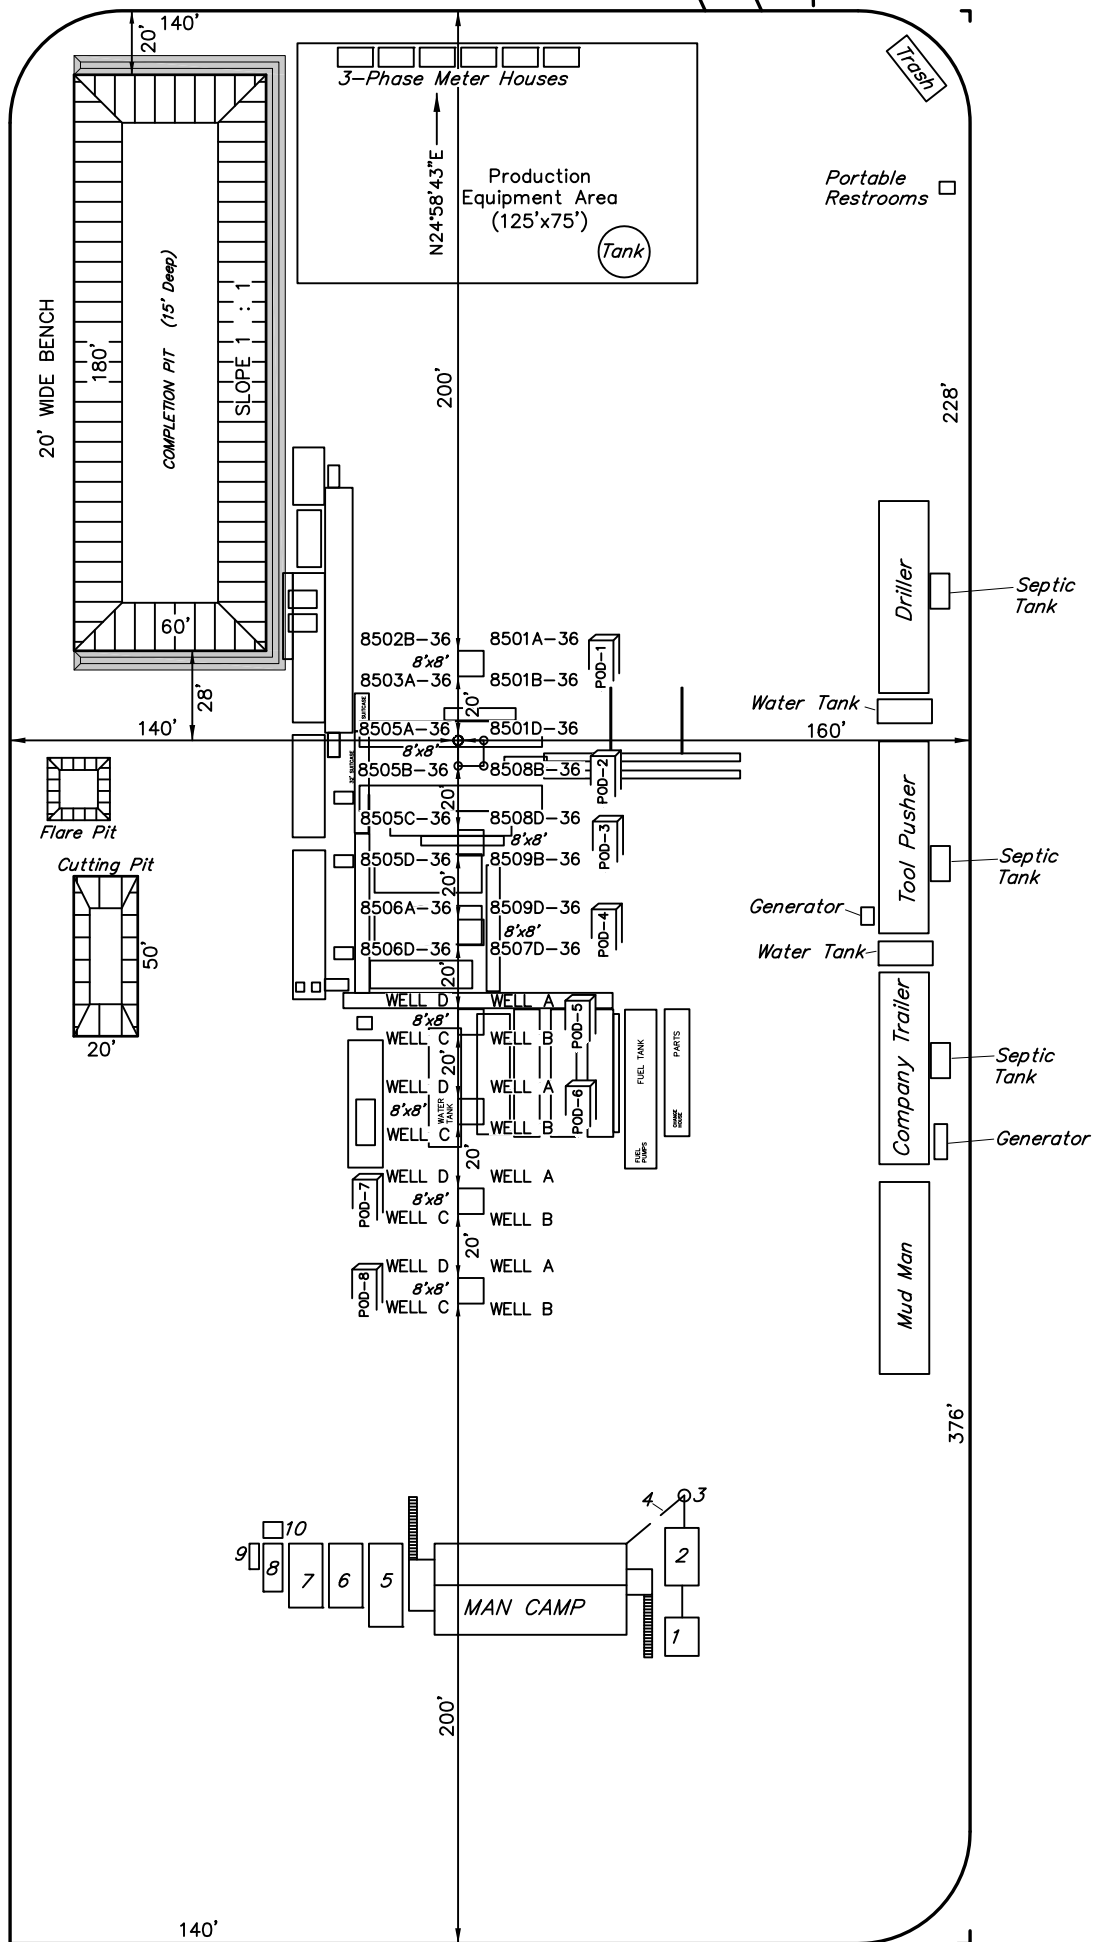 140'
20'
Trash
3-Phase Meter Houses
N24°58'43"E
Production
Equipment Area
(125'x75')
Tank
Portable
Restrooms
20' WIDE BENCH
180'
COMPLETION PIT (15' Deep)
SLOPE 1 : 1
60'
200'
228'
Driller
Septic
Tank
28'
8502B-36 8501A-36
8'x8'
POD-1
8503A-36 8501B-36
20'
Water Tank
SUITCASE
8505A-36 8501D-36
140'
160'
8'x8'
32" SUITCASE
8505B-36 8508B-36
POD-2
20'
Flare Pit
8505C-36 8508D-36
8'x8'
POD-3
Tool Pusher
Septic
Tank
Cutting Pit
8505D-36 8509B-36
20'
50'
20'
8506A-36 8509D-36
8'x8'
POD-4
Generator
8506D-36 8507D-36
Water Tank
20'
WELL D WELL A
8'x8'
POD-5
WELL C WELL B
20'
FUEL TANK
PARTS
Company Trailer
Septic
Tank
WELL D WELL A
8'x8'
WATER
TANK
POD-6
WELL C WELL B
FUEL
PUMPS
CHANGE
HOUSE
Generator
20'
WELL D WELL A
POD-7
8'x8'
WELL C WELL B
20'
WELL D WELL A
POD-8
8'x8'
WELL C WELL B
Mud Man
376'
4
3
10
9
8
7
6
5
2
MAN CAMP
1
200'
140'